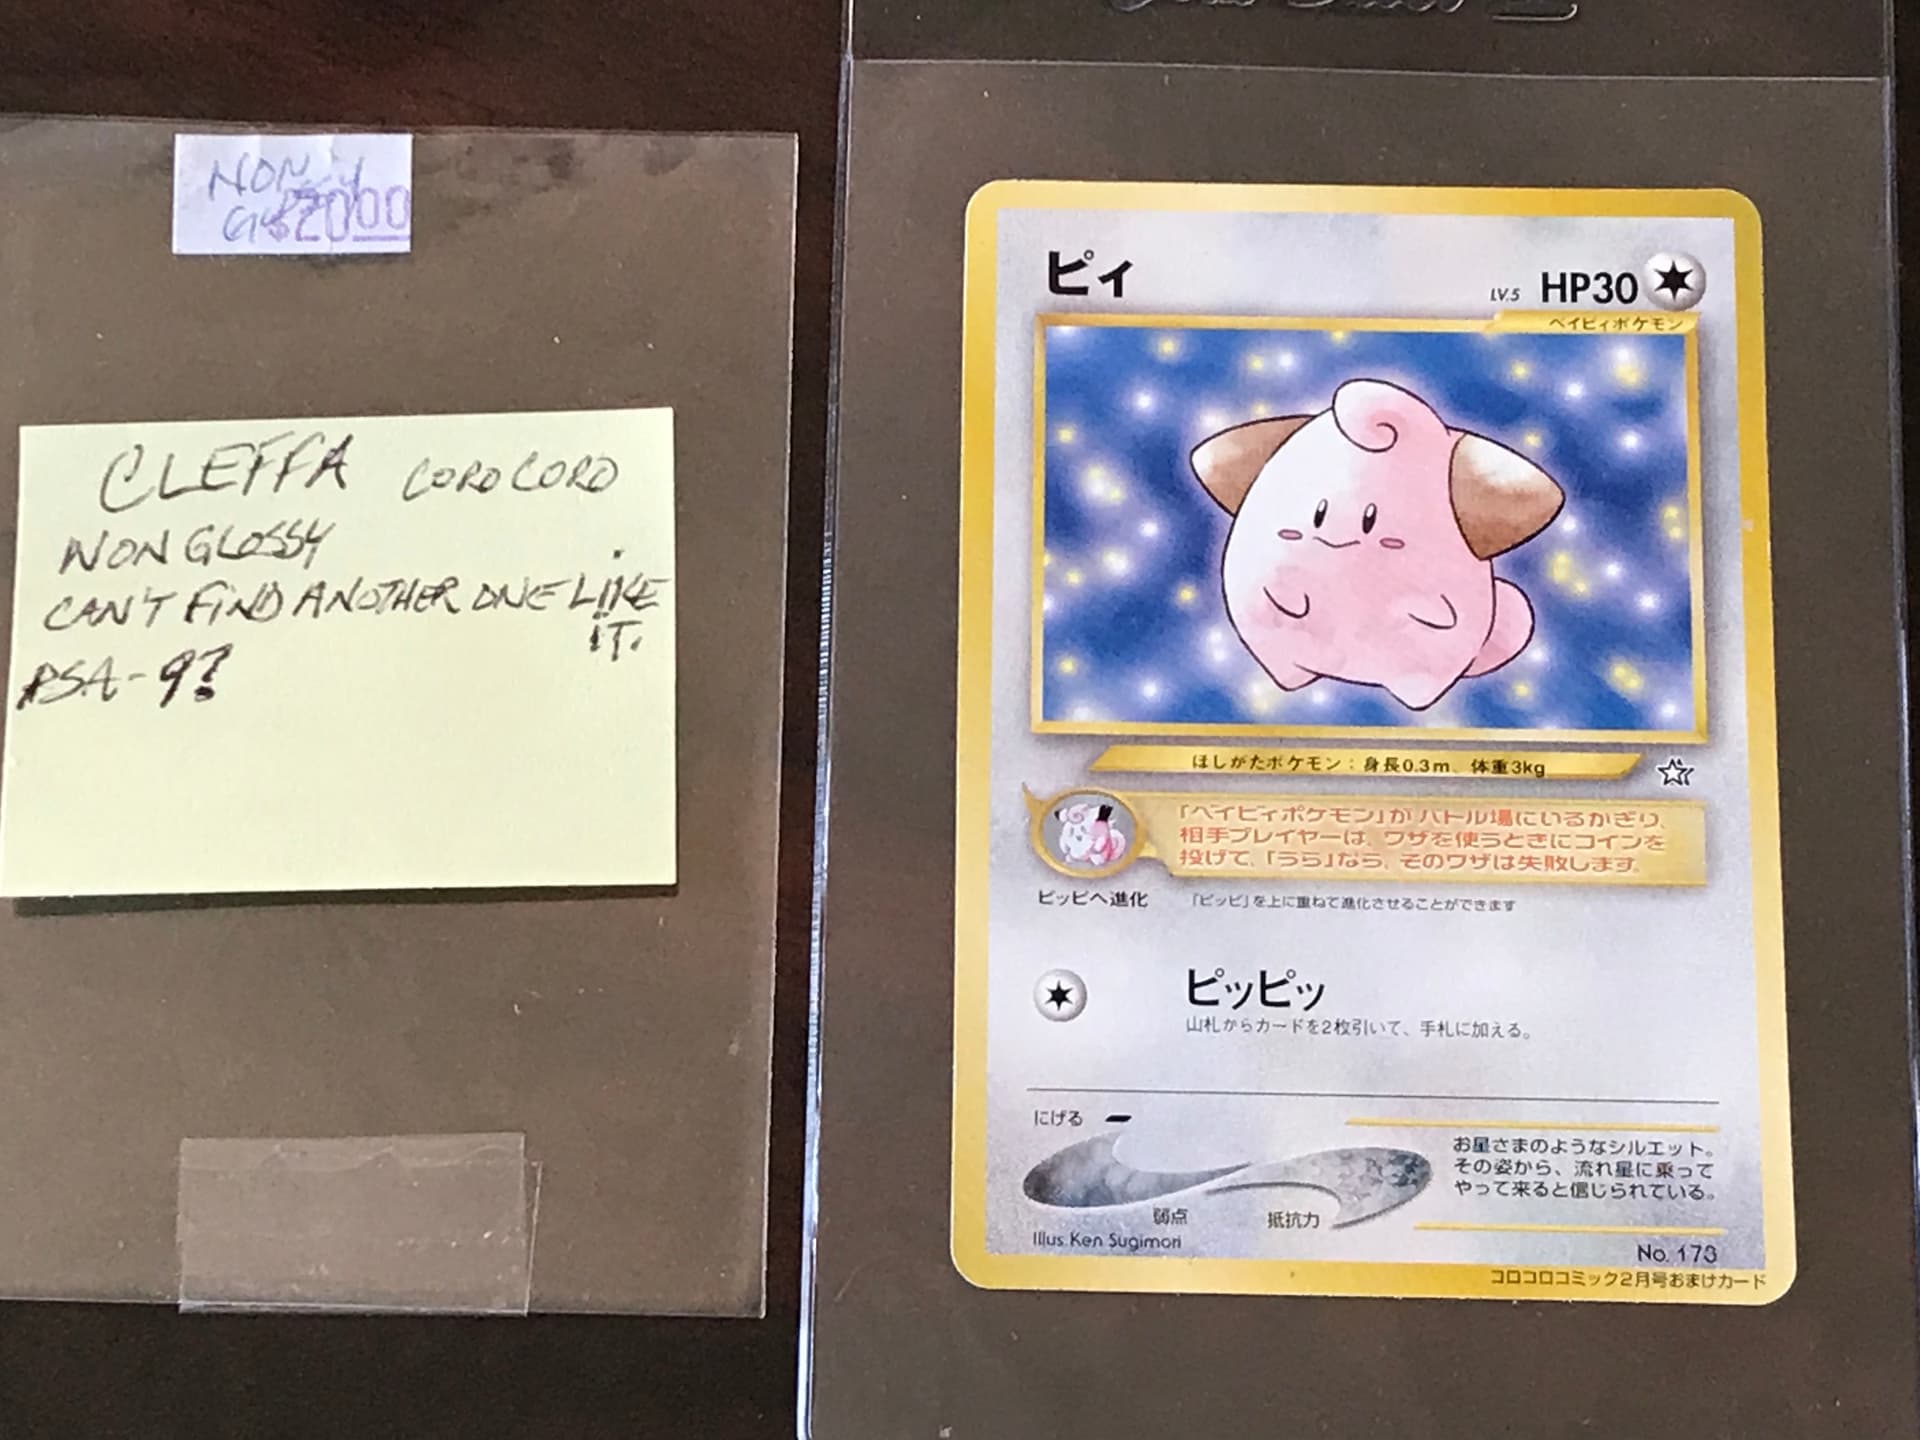 NON
$2000
CLEFFA COROCORO
NON GLOSSY
CAN'T FIND ANOTHER ONE LIKE
IT.
PSA-9?
ピィ
LV.5 HP30
ベイビィポケモン
ほしがたポケモン：身長0.3m、体重3kg
「ベイビィポケモン」がバトル場にいるかぎり、
相手プレイヤーは、ワザを使うときにコインを
投げて、「うら」なら、そのワザは失敗します。
ピッピへ進化
「ピッピ」を上に重ねて進化させることができます
ピッピッ
山札からカードを2枚引いて、手札に加える。
にげる
お星さまのようなシルエット。
その姿から、流れ星に乗って
やって来ると信じられている。
弱点
抵抗力
Illus. Ken Sugimori
No. 173
コロコロコミック2月号おまけカード